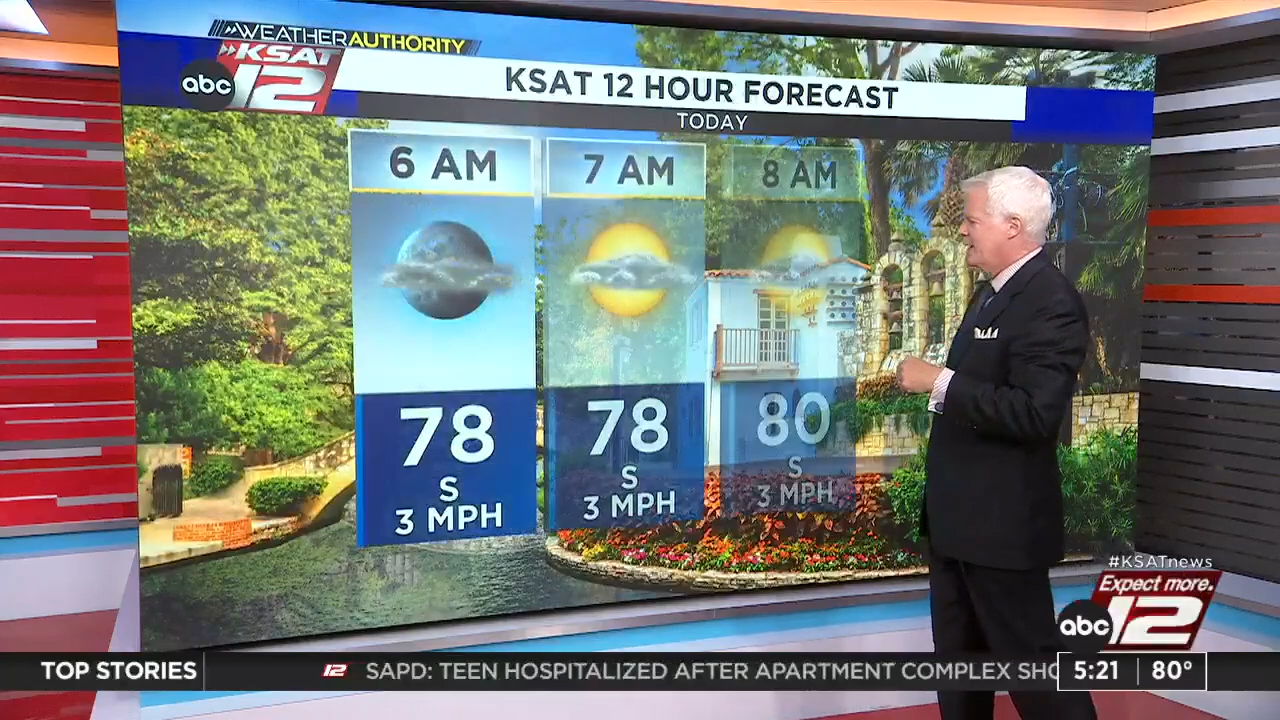 WEATHERAUTHORITY
KSAT
abc 12
KSAT 12 HOUR FORECAST
TODAY
6 AM
7 AM
8 AM
78
S
3 MPH
78
S
3 MPH
80
S
3 MPH
#KSATnews
Expect more.
abc 12
TOP STORIES
12 SAPD: TEEN HOSPITALIZED AFTER APARTMENT COMPLEX SHO
5:21 80°